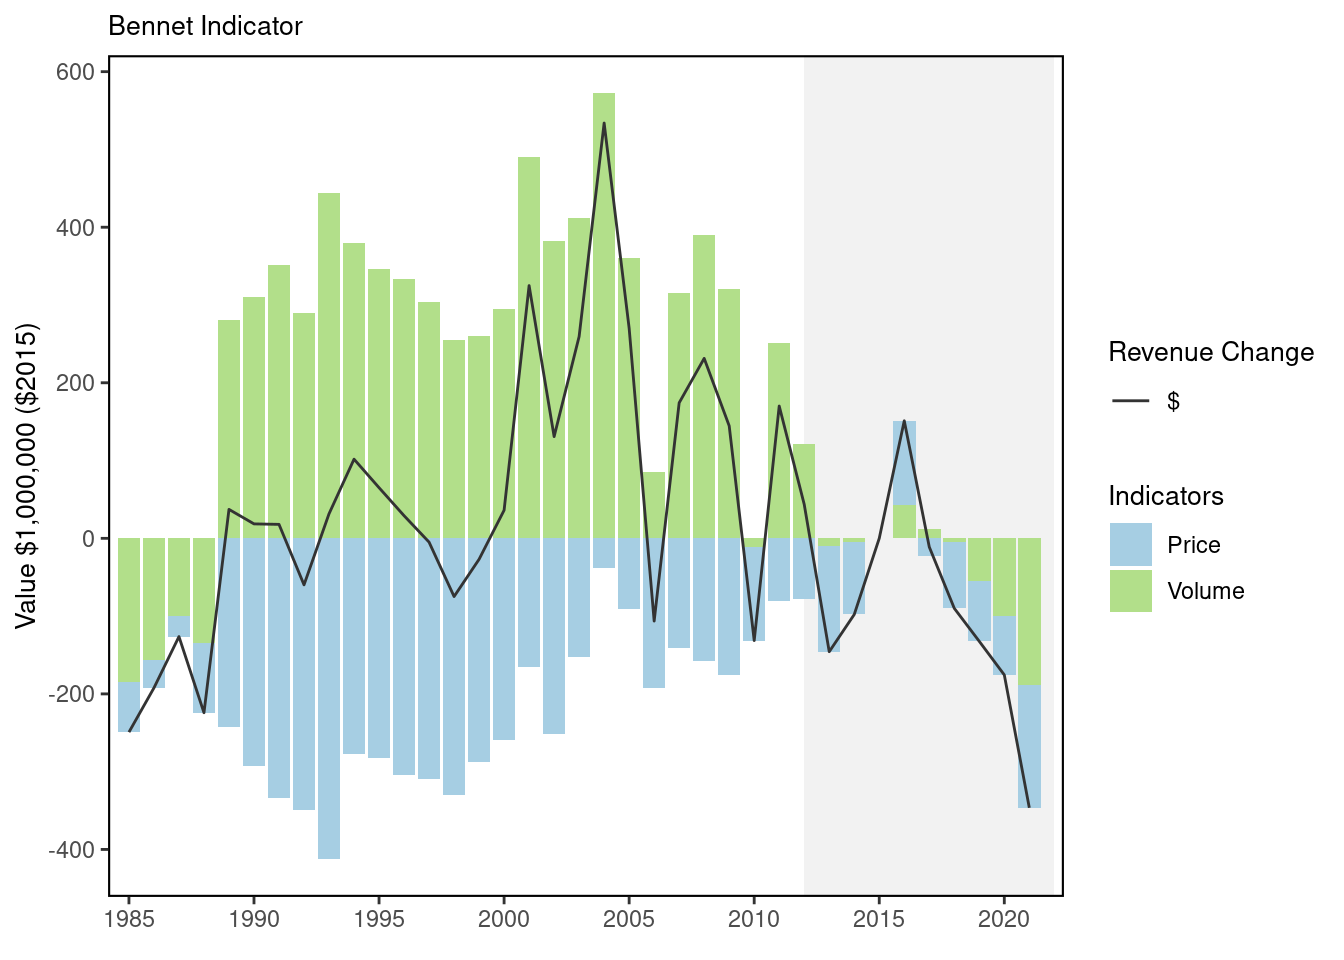 Bennet Indicator
Value $1,000,000 ($2015)
600
400
200
0
-200
-400
1985 1990 1995 2000 2005 2010 2015 2020
Revenue Change
$
Indicators
Price
Volume